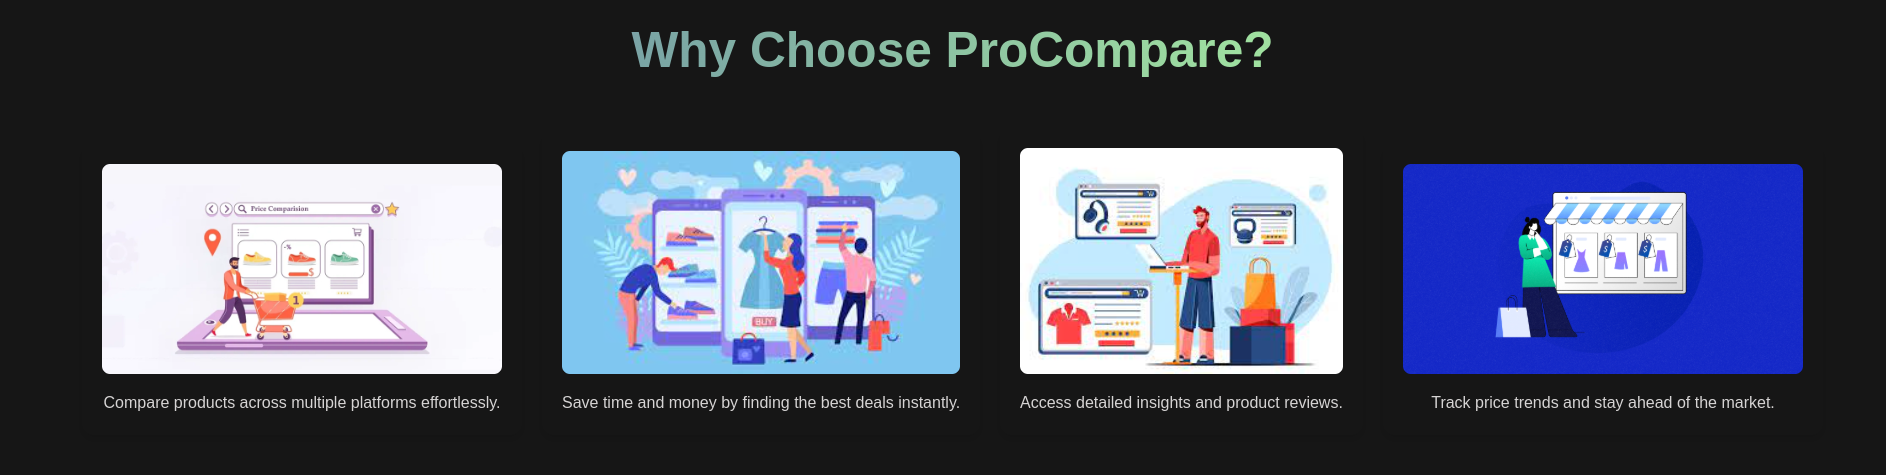 Why Choose ProCompare?
Price Comparision
-%
$
1
BUY
$
$
$
Compare products across multiple platforms effortlessly.
Save time and money by finding the best deals instantly.
Access detailed insights and product reviews.
Track price trends and stay ahead of the market.